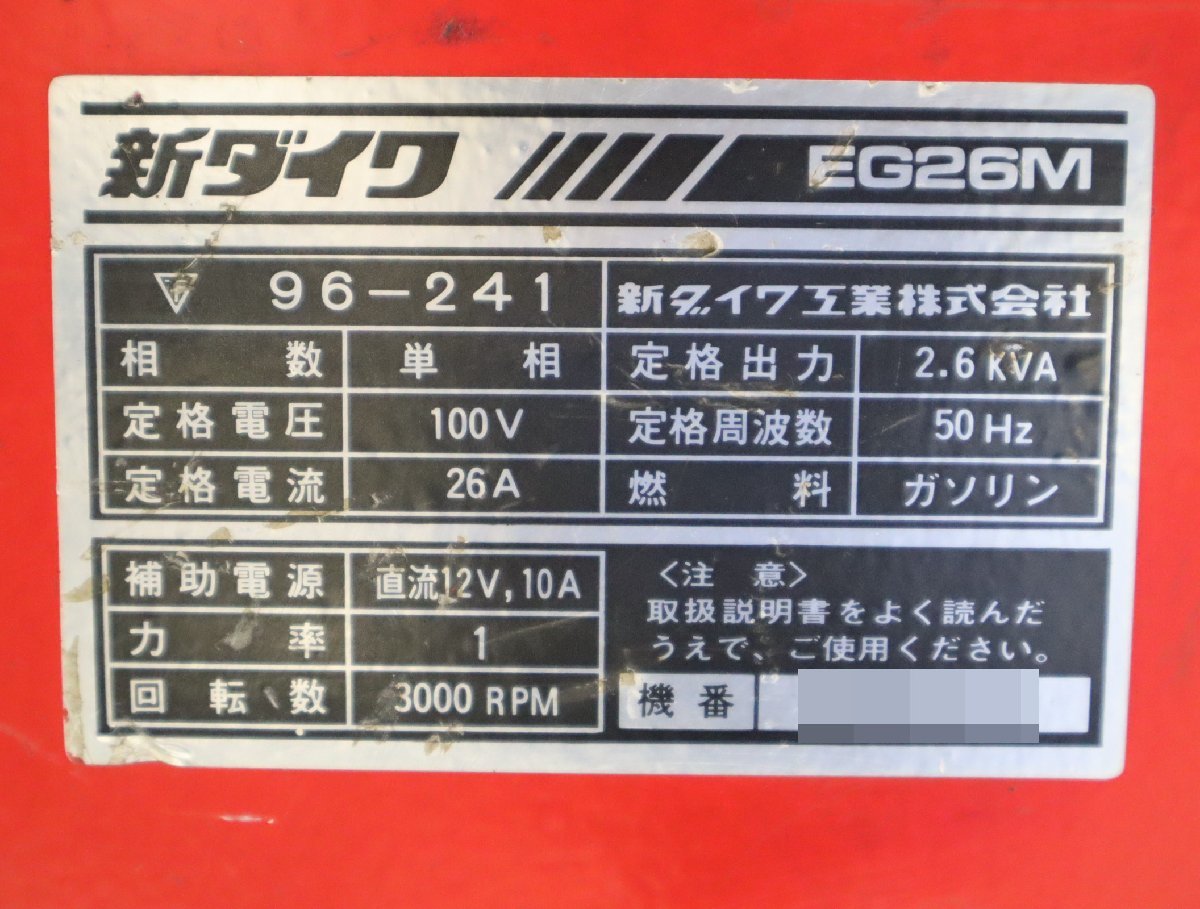 新ダイワ EG26M
96-241 新ダイワ工業株式会社
相数 単相 定格出力 2.6 KVA
定格電圧 100V 定格周波数 50 Hz
定格電流 26A 燃料 ガソリン
補助電源 直流12V, 10A
力率 1
回転数 3000 RPM
〈注意〉
取扱説明書をよく読んだ
うえで、ご使用ください。
機番